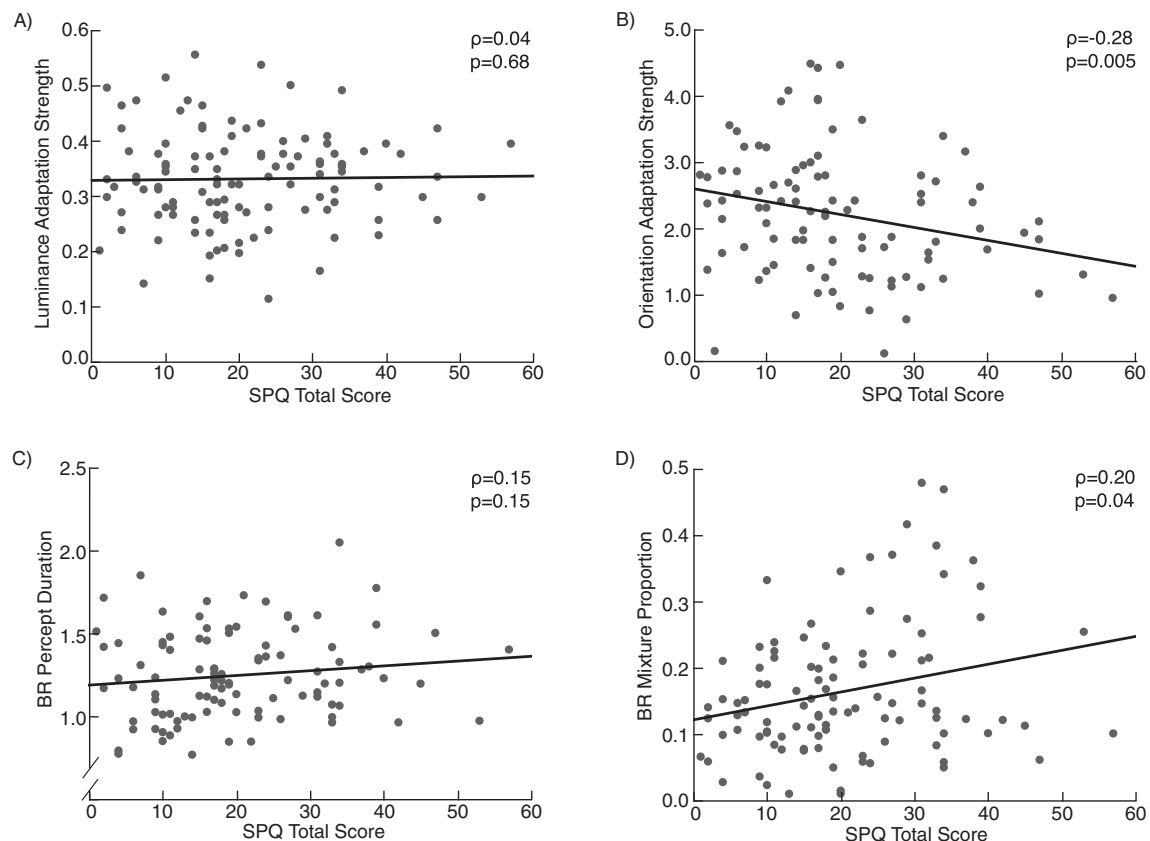 A)
ρ=0.04
p=0.68
Luminance Adaptation Strength
0.6
0.5
0.4
0.3
0.2
0.1
0.0
0 10 20 30 40 50 60
SPQ Total Score
B)
ρ=-0.28
p=0.005
Orientation Adaptation Strength
5.0
4.0
3.0
2.0
1.0
0.0
0 10 20 30 40 50 60
SPQ Total Score
C)
ρ=0.15
p=0.15
BR Percept Duration
2.5
2.0
1.5
1.0
0 10 20 30 40 50 60
SPQ Total Score
D)
ρ=0.20
p=0.04
BR Mixture Proportion
0.5
0.4
0.3
0.2
0.1
0.0
0 10 20 30 40 50 60
SPQ Total Score